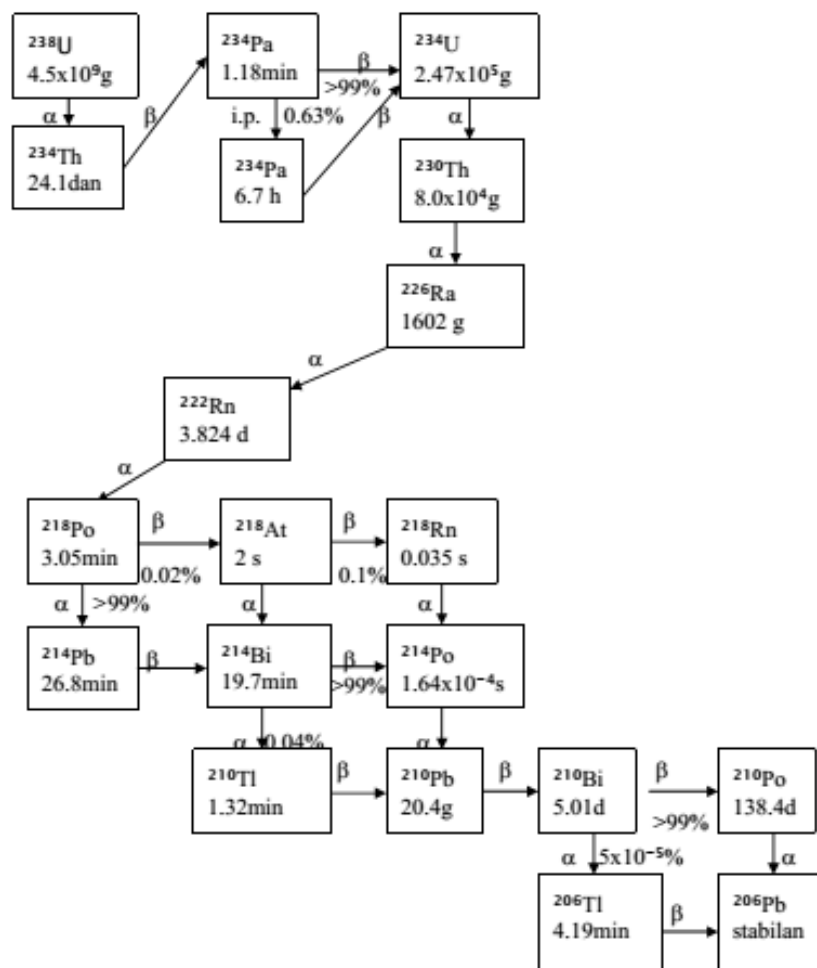 ²³⁸U
4.5x10⁹g
α
²³⁴Th
24.1dan
β
²³⁴Pa
1.18min
β
>99%
i.p. 0.63%
²³⁴Pa
6.7 h
β
²³⁴U
2.47x10⁵g
α
²³⁰Th
8.0x10⁴g
α
²²⁶Ra
1602 g
α
²²²Rn
3.824 d
α
²¹⁸Po
3.05min
β
0.02%
²¹⁸At
2 s
β
0.1%
²¹⁸Rn
0.035 s
α >99%
α
α
²¹⁴Pb
26.8min
β
²¹⁴Bi
19.7min
β
>99%
²¹⁴Po
1.64x10⁻⁴s
α 0.04%
α
²¹⁰Tl
1.32min
β
²¹⁰Pb
20.4g
β
²¹⁰Bi
5.01d
β
>99%
²¹⁰Po
138.4d
α 5x10⁻⁵%
α
²⁰⁶Tl
4.19min
β
²⁰⁶Pb
stabilan